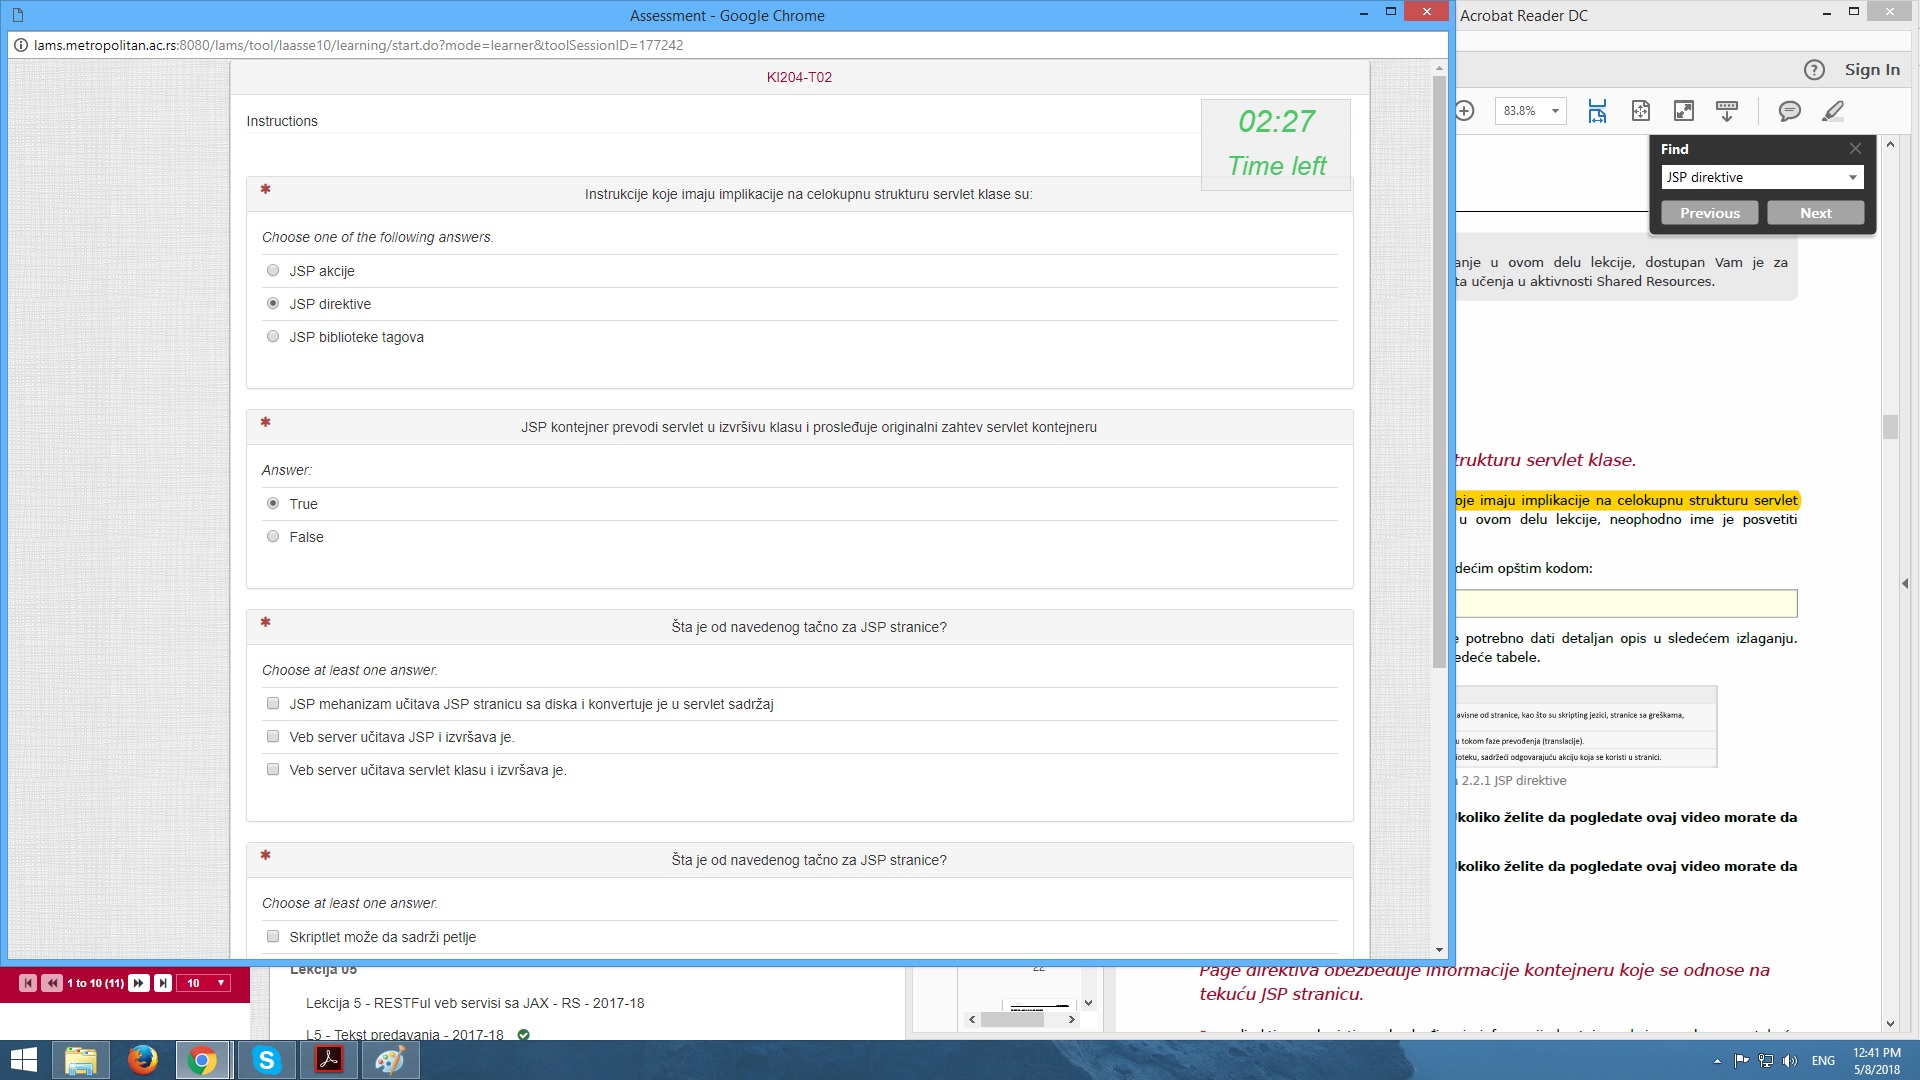 Assessment - Google Chrome
Acrobat Reader DC
lams.metropolitan.ac.rs:8080/lams/tool/laasse10/learning/start.do?mode=learner&toolSessionID=177242
Sign In
83.8%
KI204-T02
Instructions
02:27
Time left
Find
JSP direktive
Previous
Next
Instrukcije koje imaju implikacije na celokupnu strukturu servlet klase su:
Choose one of the following answers.
JSP akcije
JSP direktive
JSP biblioteke tagova
anje u ovom delu lekcije, dostupan Vam je za
ta učenja u aktivnosti Shared Resources.
JSP kontejner prevodi servlet u izvršivu klasu i prosleđuje originalni zahtev servlet kontejneru
Answer:
True
False
trukturu servlet klase.
oje imaju implikacije na celokupnu strukturu servlet
u ovom delu lekcije, neophodno ime je posvetiti
dećim opštim kodom:
Šta je od navedenog tačno za JSP stranice?
Choose at least one answer.
JSP mehanizam učitava JSP stranicu sa diska i konvertuje je u servlet sadržaj
Veb server učitava JSP i izvršava je.
Veb server učitava servlet klasu i izvršava je.
e potrebno dati detaljan opis u sledećem izlaganju.
edeće tabele.
avisne od stranice, kao što su skripting jezici, stranice sa greškama,
u tokom faze prevođenja (translacije).
ioteku, sadržeći odgovarajuću akciju koja se koristi u stranici.
2.2.1 JSP direktive
koliko želite da pogledate ovaj video morate da
koliko želite da pogledate ovaj video morate da
Šta je od navedenog tačno za JSP stranice?
Choose at least one answer.
Skriptlet može da sadrži petlje
1 to 10 (11)
10
Lekcija 05
22
Lekcija 5 - RESTFul veb servisi sa JAX - RS - 2017-18
L5 - Tekst predavanja - 2017-18
Page direktiva obezbeđuje informacije kontejneru koje se odnose na
tekuću JSP stranicu.
ENG
12:41 PM
5/8/2018